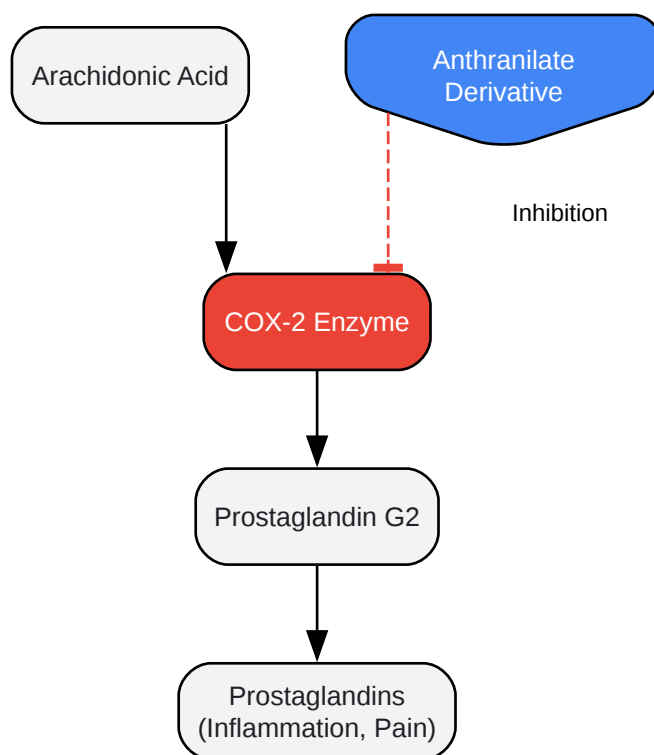 Arachidonic Acid
Anthranilate
Derivative
Inhibition
COX-2 Enzyme
Prostaglandin G2
Prostaglandins
(Inflammation, Pain)